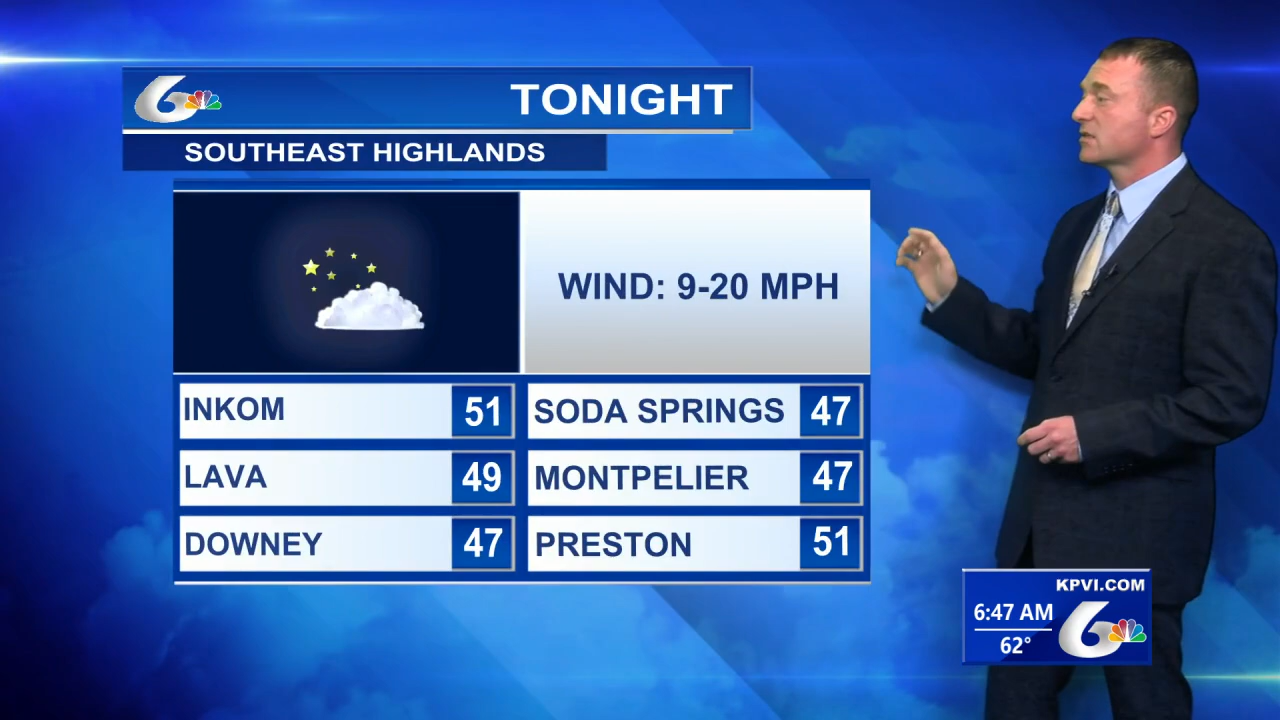 6
TONIGHT
SOUTHEAST HIGHLANDS
WIND: 9-20 MPH
INKOM 51
SODA SPRINGS 47
LAVA 49
MONTPELIER 47
DOWNEY 47
PRESTON 51
KPVI.COM
6:47 AM
62°
6